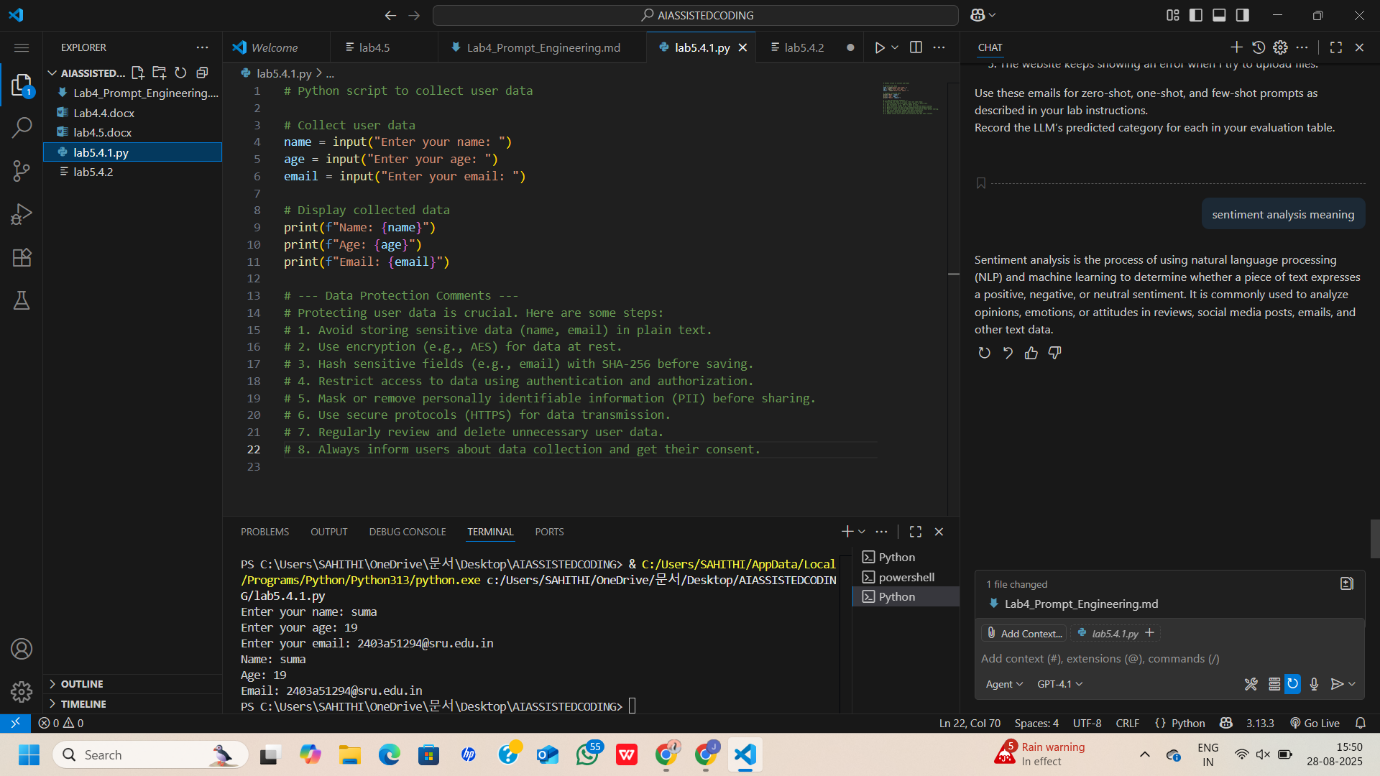 AIASSISTEDCODING
EXPLORER
AIASSISTED...
Lab4_Prompt_Engineering....
Lab4.4.docx
lab4.5.docx
lab5.4.1.py
lab5.4.2
OUTLINE
TIMELINE
1
Welcome
lab4.5
Lab4_Prompt_Engineering.md
lab5.4.1.py
lab5.4.2
lab5.4.1.py > ...
1 # Python script to collect user data
2
3 # Collect user data
4 name = input("Enter your name: ")
5 age = input("Enter your age: ")
6 email = input("Enter your email: ")
7
8 # Display collected data
9 print(f"Name: {name}")
10 print(f"Age: {age}")
11 print(f"Email: {email}")
12
13 # --- Data Protection Comments ---
14 # Protecting user data is crucial. Here are some steps:
15 # 1. Avoid storing sensitive data (name, email) in plain text.
16 # 2. Use encryption (e.g., AES) for data at rest.
17 # 3. Hash sensitive fields (e.g., email) with SHA-256 before saving.
18 # 4. Restrict access to data using authentication and authorization.
19 # 5. Mask or remove personally identifiable information (PII) before sharing.
20 # 6. Use secure protocols (HTTPS) for data transmission.
21 # 7. Regularly review and delete unnecessary user data.
22 # 8. Always inform users about data collection and get their consent.
23
PROBLEMS OUTPUT DEBUG CONSOLE TERMINAL PORTS
PS C:\Users\SAHITHI\OneDrive\문서\Desktop\AIASSISTEDCODING> & C:/Users/SAHITHI/AppData/Local
/Programs/Python/Python313/python.exe c:/Users/SAHITHI/OneDrive/문서/Desktop/AIASSISTEDCODIN
G/lab5.4.1.py
Enter your name: suma
Enter your age: 19
Enter your email: 2403a51294@sru.edu.in
Name: suma
Age: 19
Email: 2403a51294@sru.edu.in
PS C:\Users\SAHITHI\OneDrive\문서\Desktop\AIASSISTEDCODING>
Python
powershell
Python
CHAT
5. The website keeps showing an error when I try to upload files.
Use these emails for zero-shot, one-shot, and few-shot prompts as
described in your lab instructions.
Record the LLM's predicted category for each in your evaluation table.
sentiment analysis meaning
Sentiment analysis is the process of using natural language processing
(NLP) and machine learning to determine whether a piece of text expresses
a positive, negative, or neutral sentiment. It is commonly used to analyze
opinions, emotions, or attitudes in reviews, social media posts, emails, and
other text data.
1 file changed
Lab4_Prompt_Engineering.md
Add Context...
lab5.4.1.py
Add context (#), extensions (@), commands (/)
Agent
GPT-4.1
0 0
Ln 22, Col 70 Spaces: 4 UTF-8 CRLF {} Python 3.13.3 Go Live
Search
55
5
Rain warning
In effect
ENG
IN
15:50
28-08-2025